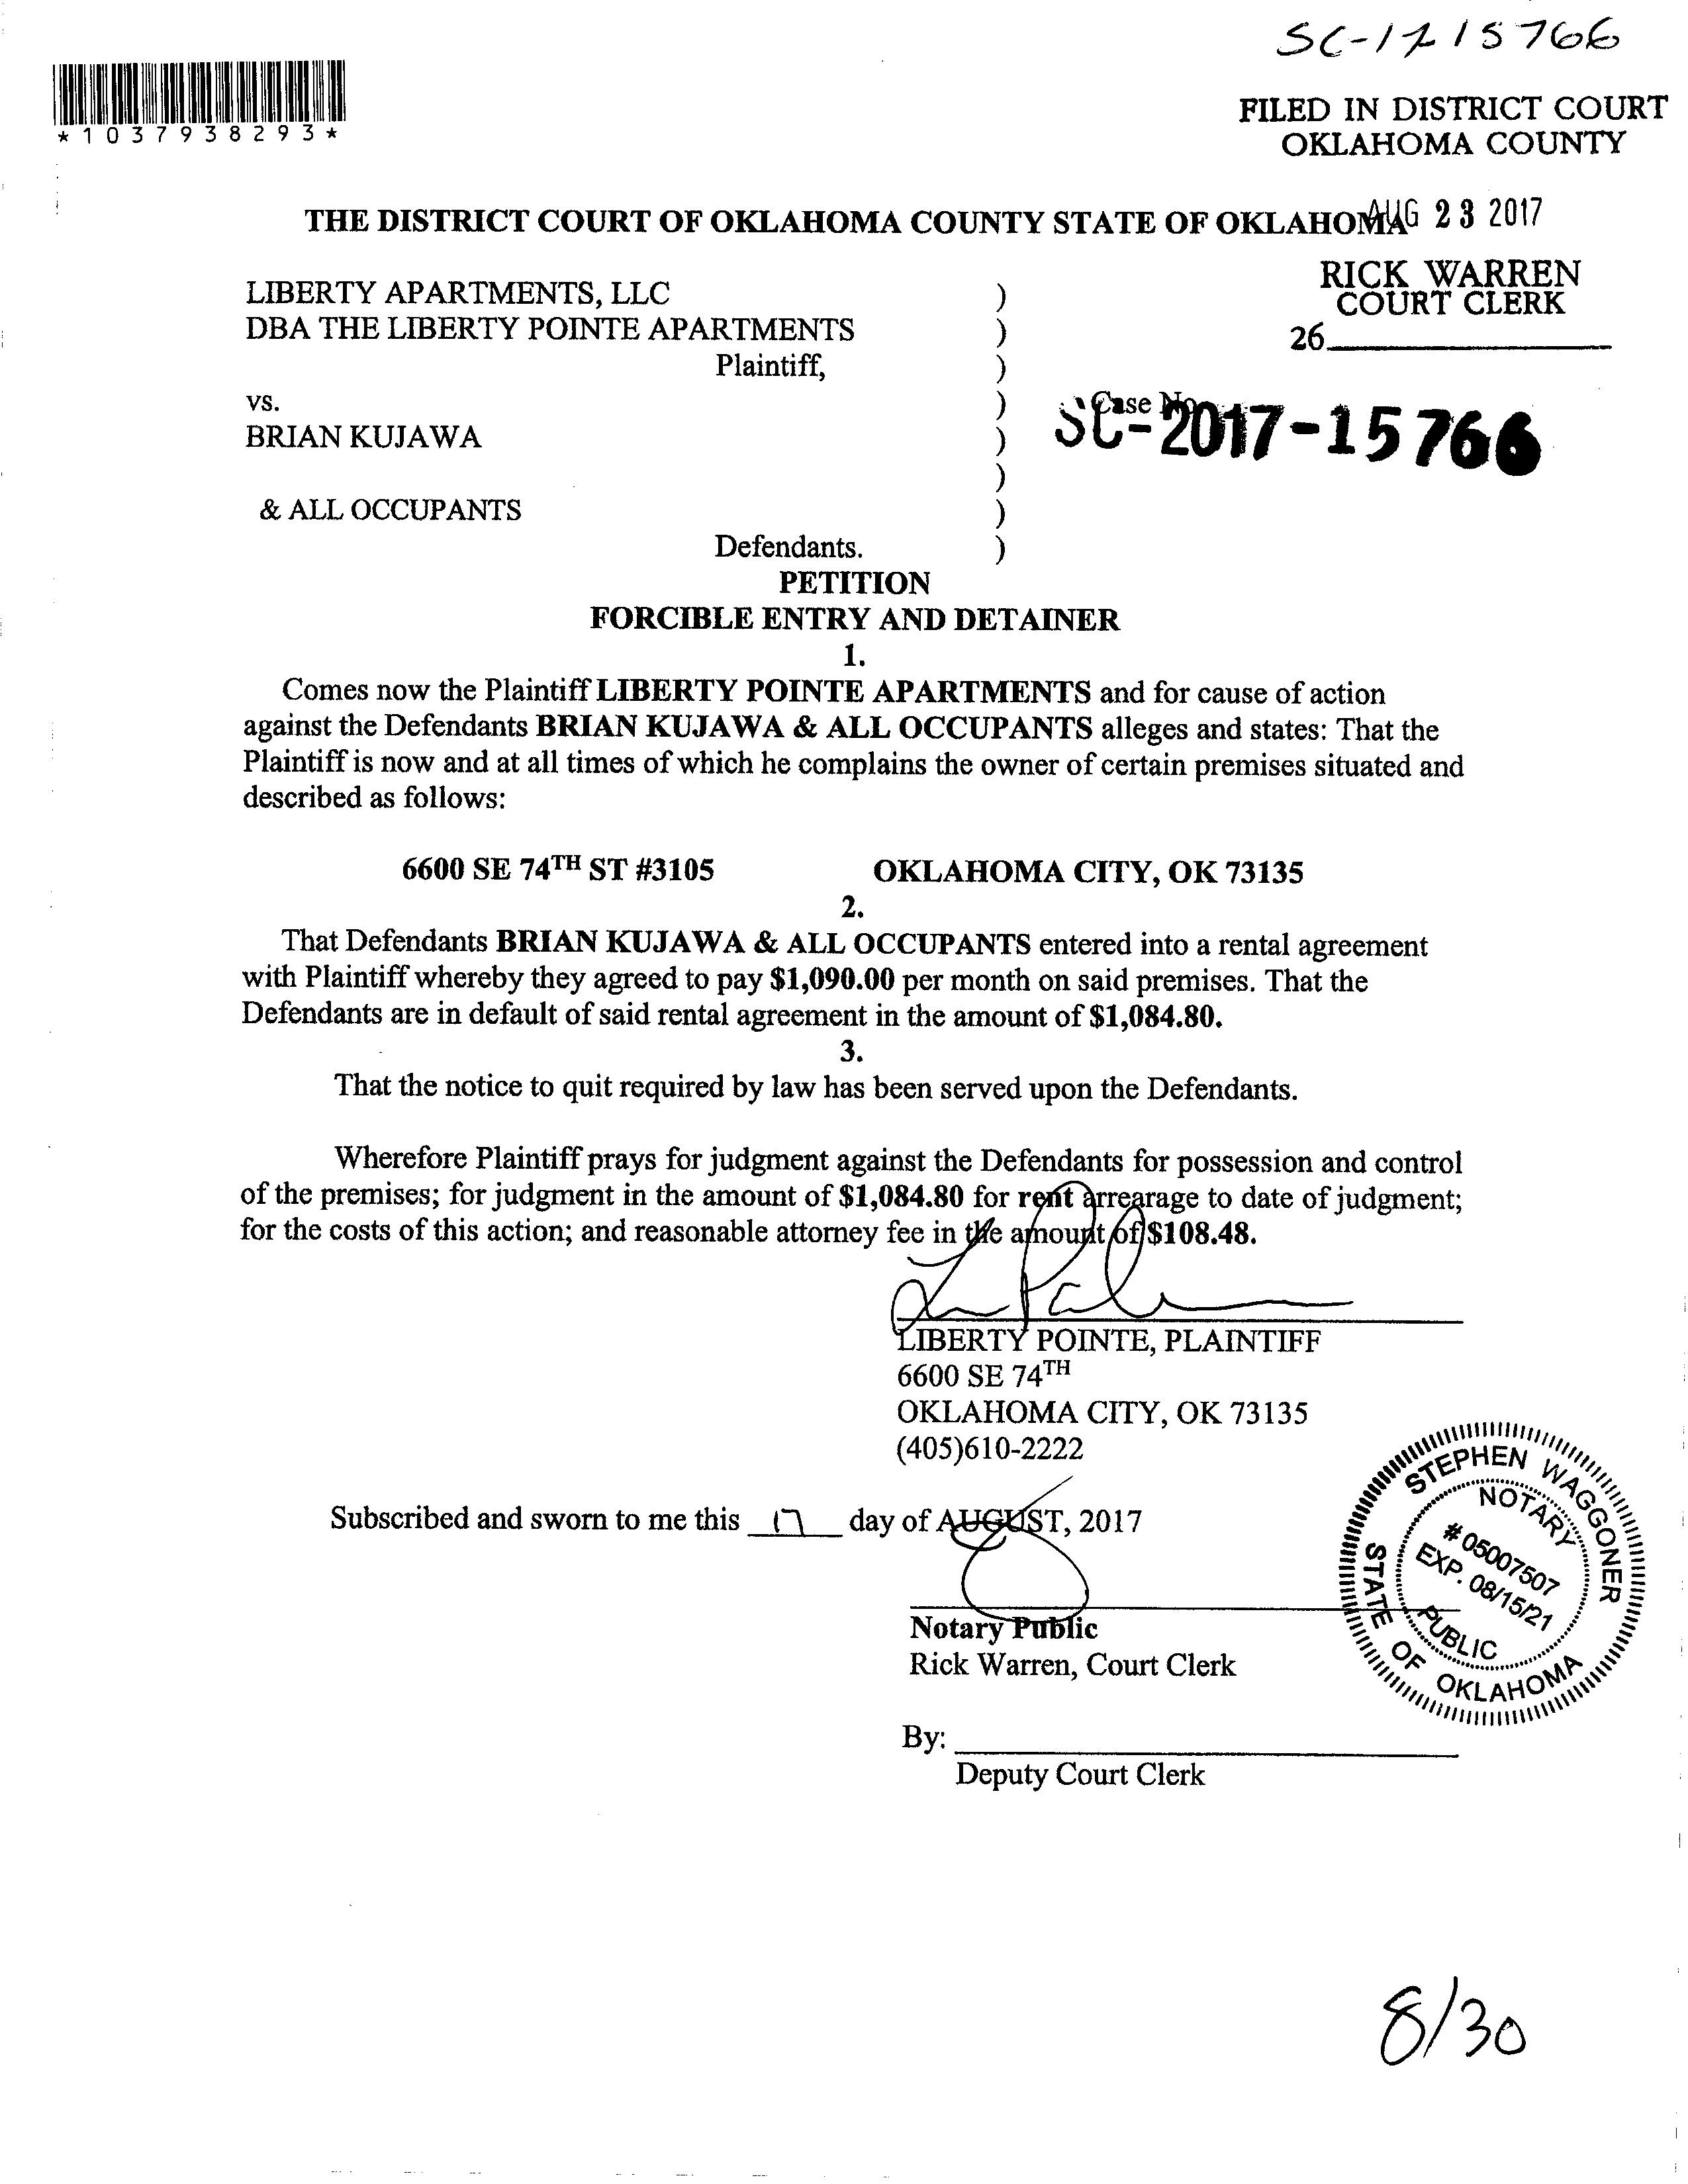 SC-1715766
*1037938293*
FILED IN DISTRICT COURT
OKLAHOMA COUNTY
THE DISTRICT COURT OF OKLAHOMA COUNTY STATE OF OKLAHOMA
AUG 23 2017
RICK WARREN
COURT CLERK
26
LIBERTY APARTMENTS, LLC )
DBA THE LIBERTY POINTE APARTMENTS )
Plaintiff, )
vs. ) Case No.
SC-2017-15766
BRIAN KUJAWA )
)
& ALL OCCUPANTS )
Defendants. )
PETITION
FORCIBLE ENTRY AND DETAINER
1.
Comes now the Plaintiff LIBERTY POINTE APARTMENTS and for cause of action
against the Defendants BRIAN KUJAWA & ALL OCCUPANTS alleges and states: That the
Plaintiff is now and at all times of which he complains the owner of certain premises situated and
described as follows:
6600 SE 74TH ST #3105 OKLAHOMA CITY, OK 73135
2.
That Defendants BRIAN KUJAWA & ALL OCCUPANTS entered into a rental agreement
with Plaintiff whereby they agreed to pay $1,090.00 per month on said premises. That the
Defendants are in default of said rental agreement in the amount of $1,084.80.
3.
That the notice to quit required by law has been served upon the Defendants.
Wherefore Plaintiff prays for judgment against the Defendants for possession and control
of the premises; for judgment in the amount of $1,084.80 for rent arrearage to date of judgment;
for the costs of this action; and reasonable attorney fee in the amount of $108.48.
LIBERTY POINTE, PLAINTIFF
6600 SE 74TH
OKLAHOMA CITY, OK 73135
(405)610-2222
Subscribed and sworn to me this 17 day of AUGUST, 2017
Notary Public
Rick Warren, Court Clerk
By:
Deputy Court Clerk
STEPHEN WAGGONER
NOTARY
# 05007507
EXP. 08/15/21
PUBLIC
STATE OF OKLAHOMA
8/30